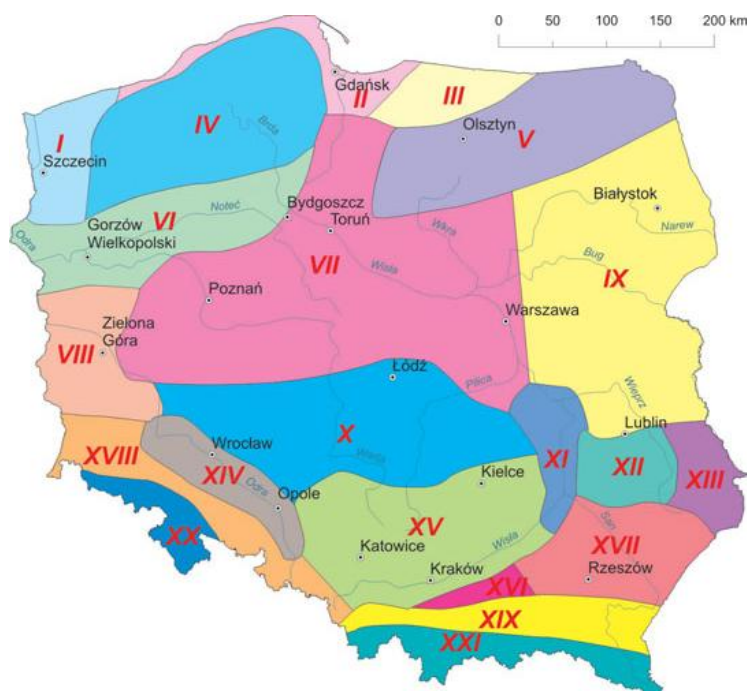 0 50 100 150 200 km
Gdańsk
II
III
I
IV
Brda
Olsztyn
V
Szczecin
Białystok
Bydgoszcz
Toruń
Gorzów
Wielkopolski
VI
Noteć
Odra
Wkra
Narew
VII
Wisła
Bug
IX
Poznań
Warszawa
Zielona
Góra
VIII
Łódź
Pilica
Wieprz
X
Lublin
Wrocław
Warta
XI
XII
XVIII
XIV
Kielce
XIII
Odra
Opole
XV
San
XX
Wisła
XVII
Katowice
Kraków
XVI
Rzeszów
XIX
XXI